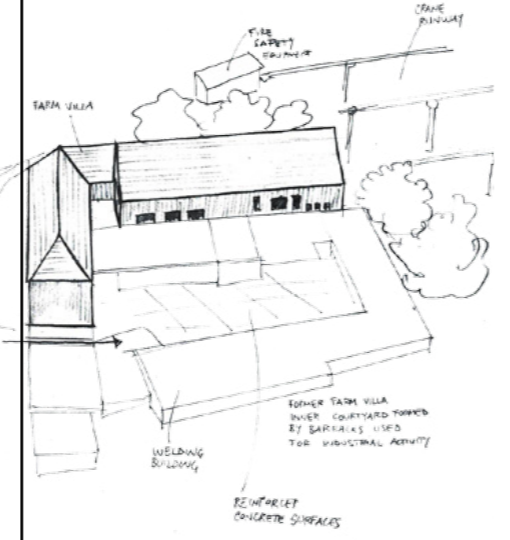 CRANE
RUNWAY
FIRE
SAFETY
EQUIPMENT
FARM VILLA
FORMER FARM VILLA
INNER COURTYARD FORMED
BY BARRACKS USED
FOR INDUSTRIAL ACTIVITY
WELDING
BUILDING
REINFORCED
CONCRETE SURFACES